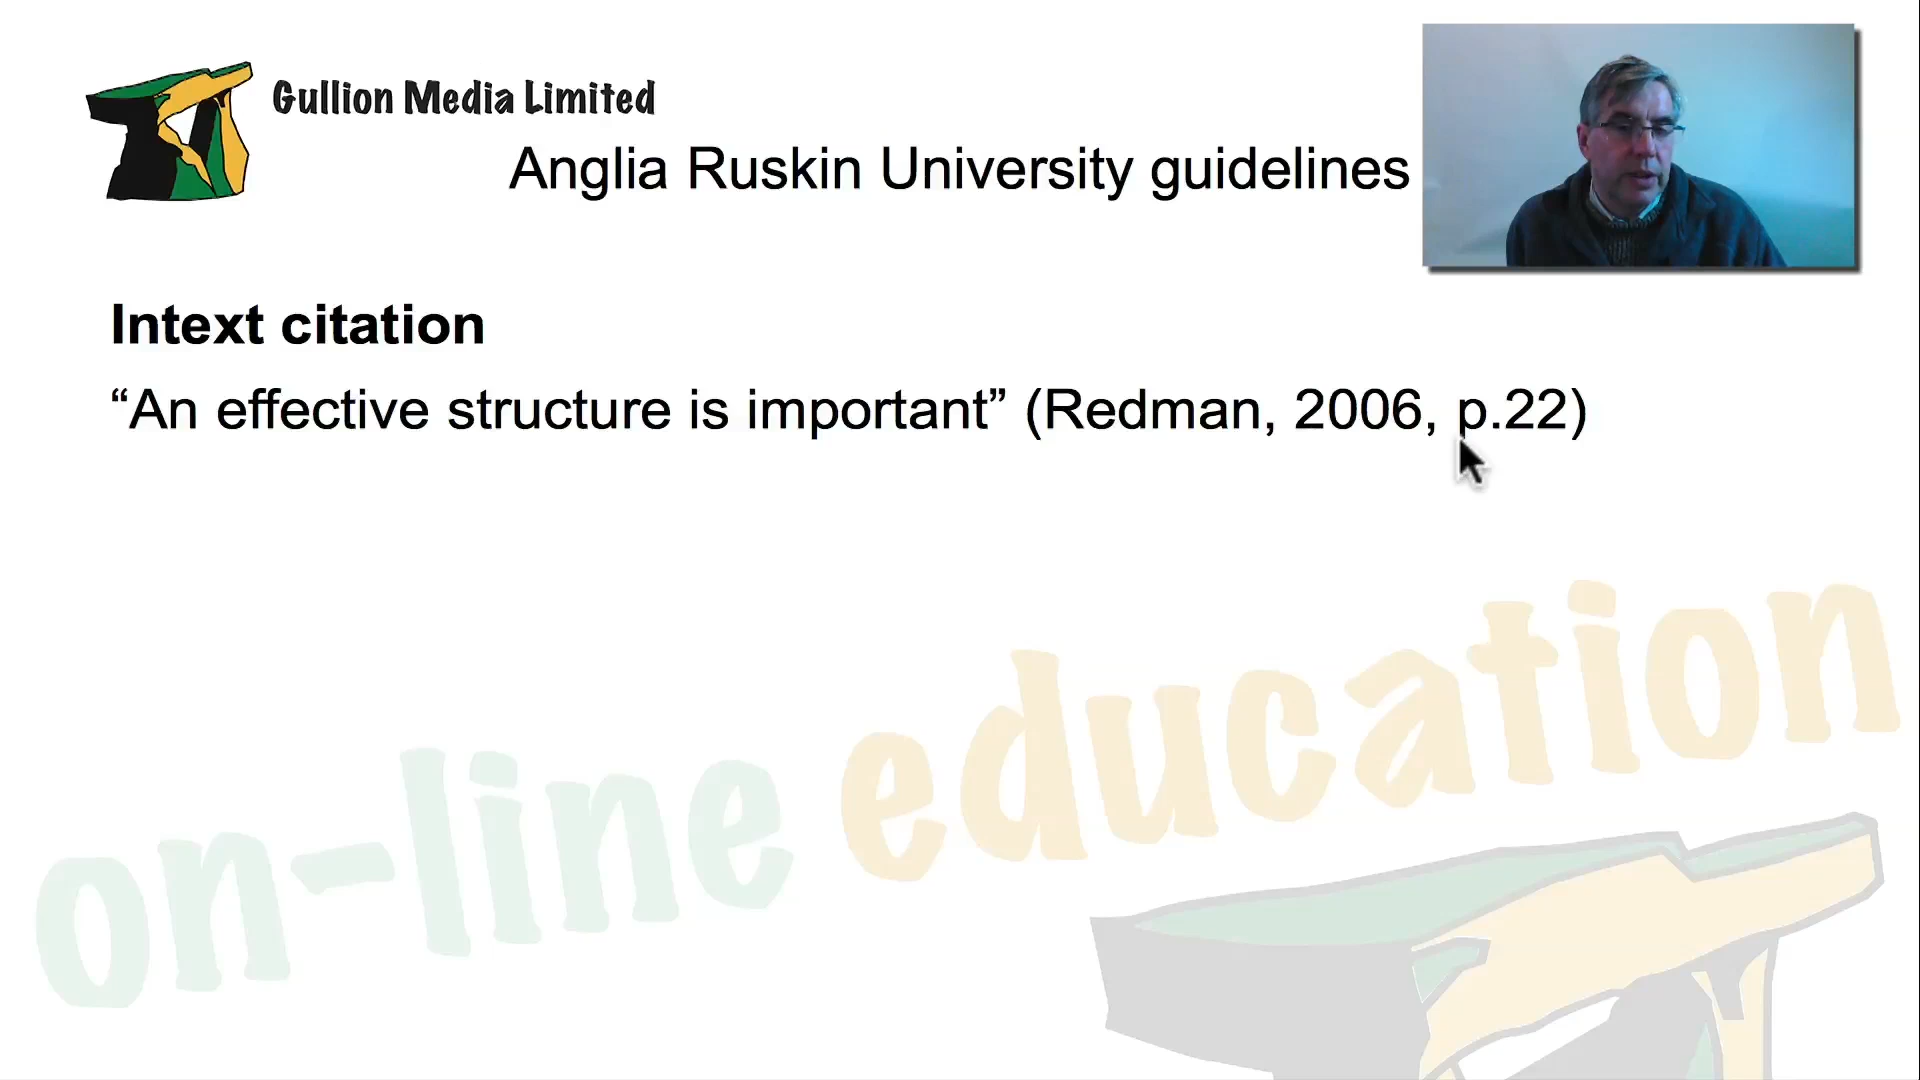 Gullion Media Limited
Anglia Ruskin University guidelines
Intext citation
“An effective structure is important” (Redman, 2006, p.22)
on-line education